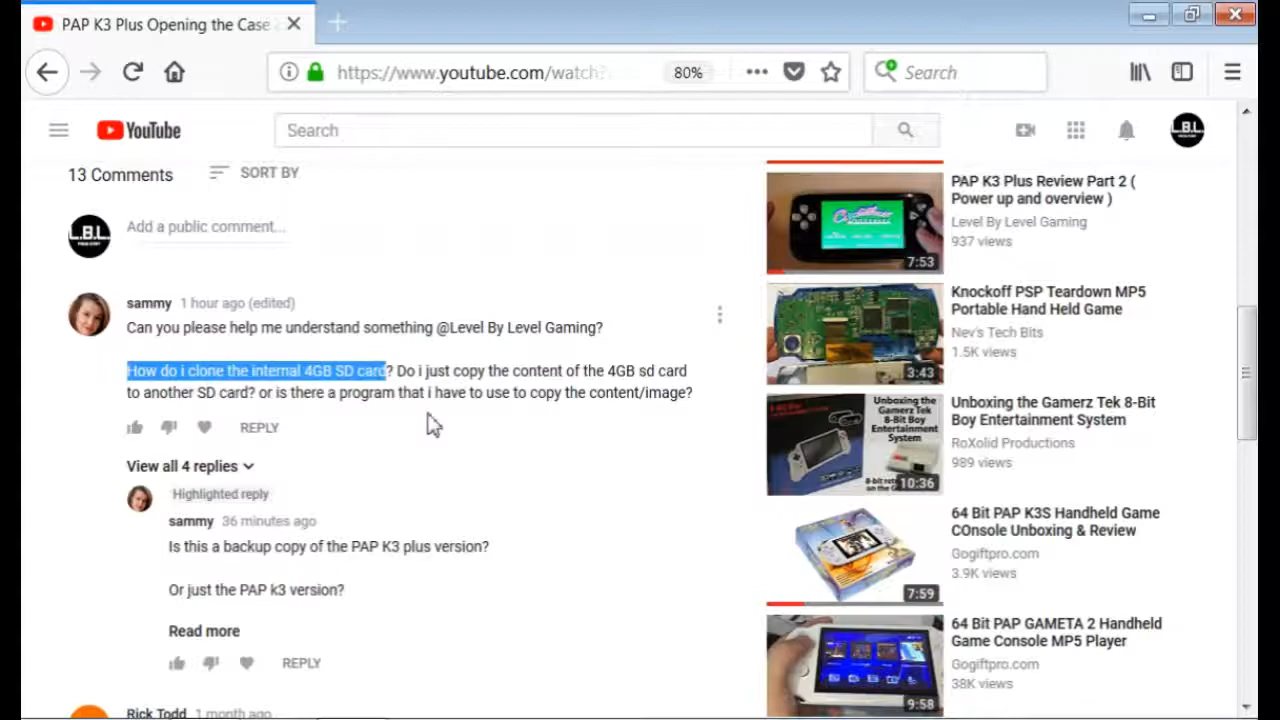 PAP K3 Plus Opening the Case
https://www.youtube.com/watch?
80%
Search
YouTube
Search
L.B.L
13 Comments
SORT BY
L.B.L
Add a public comment...
sammy 1 hour ago (edited)
Can you please help me understand something @Level By Level Gaming?
How do i clone the internal 4GB SD card? Do i just copy the content of the 4GB sd card
to another SD card? or is there a program that i have to use to copy the content/image?
REPLY
View all 4 replies
Highlighted reply
sammy 36 minutes ago
Is this a backup copy of the PAP K3 plus version?
Or just the PAP k3 version?
Read more
REPLY
Rick Todd 1 month ago
7:53
PAP K3 Plus Review Part 2 (
Power up and overview )
Level By Level Gaming
937 views
3:43
Knockoff PSP Teardown MP5
Portable Hand Held Game
Nev's Tech Bits
1.5K views
Unboxing the
Gamerz Tek
8-Bit Boy
Entertainment
System
10:36
Unboxing the Gamerz Tek 8-Bit
Boy Entertainment System
RoXolid Productions
989 views
7:59
64 Bit PAP K3S Handheld Game
COnsole Unboxing & Review
Gogiftpro.com
3.9K views
9:58
64 Bit PAP GAMETA 2 Handheld
Game Console MP5 Player
Gogiftpro.com
38K views